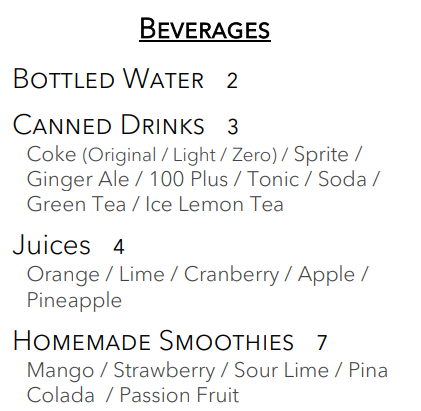 BEVERAGES
BOTTLED WATER 2
CANNED DRINKS 3
Coke (Original / Light / Zero) / Sprite /
Ginger Ale / 100 Plus / Tonic / Soda /
Green Tea / Ice Lemon Tea
Juices 4
Orange / Lime / Cranberry / Apple /
Pineapple
HOMEMADE SMOOTHIES 7
Mango / Strawberry / Sour Lime / Pina
Colada / Passion Fruit